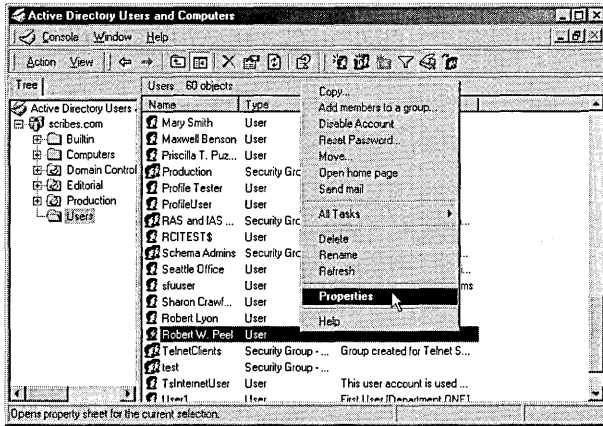 Active Directory Users and Computers
Console Window Help
Action View
Tree
Users 60 objects
Active Directory Users
scribes.com
Builtin
Computers
Domain Control
Editorial
Production
Users
Name Type
Mary Smith User
Maxwell Benson User
Priscilla T. Puz... User
Production Security Grc
Profile Tester User
ProfileUser User
RAS and IAS ... Security Grc ...
RCITEST$ User
Schema Admins Security Grc ...
Seattle Office User
sfuuser User ms
Sharon Crawf... User
Robert Lyon User
Robert W. Peel User
TelnetClients Security Group - ... Group created for Telnet S...
test Security Group - ...
TsInternetUser User This user account is used ...
User1 User First User (Department ONE)
Copy...
Add members to a group...
Disable Account
Reset Password...
Move...
Open home page
Send mail
All Tasks
Delete
Rename
Refresh
Properties
Help
Opens property sheet for the current selection.